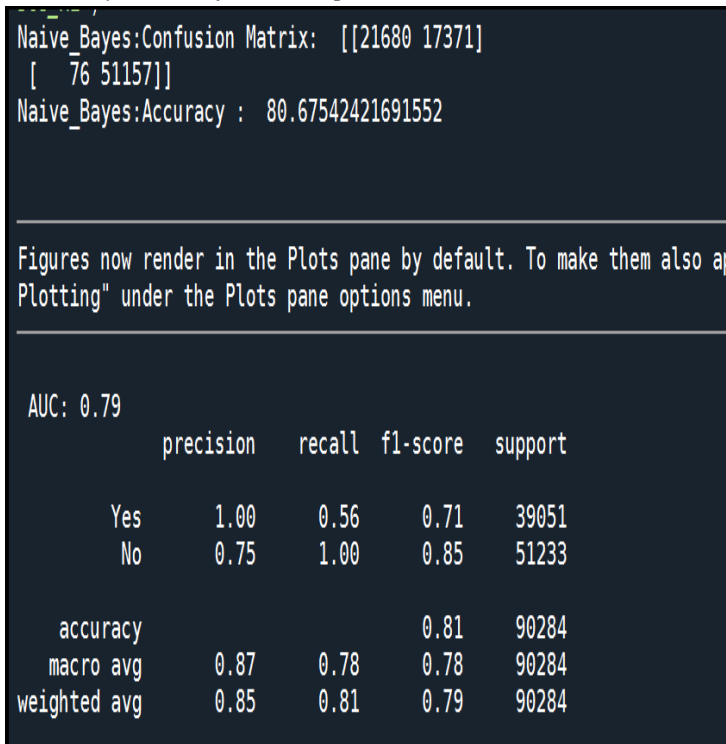 Naive_Bayes:Confusion Matrix:  [[21680 17371]
 [   76 51157]]
Naive_Bayes:Accuracy :  80.67542421691552
Figures now render in the Plots pane by default. To make them also
Plotting" under the Plots pane options menu.
AUC: 0.79
precision recall f1-score support
Yes 1.00 0.56 0.71 39051
No 0.75 1.00 0.85 51233
accuracy 0.81 90284
macro avg 0.87 0.78 0.78 90284
weighted avg 0.85 0.81 0.79 90284